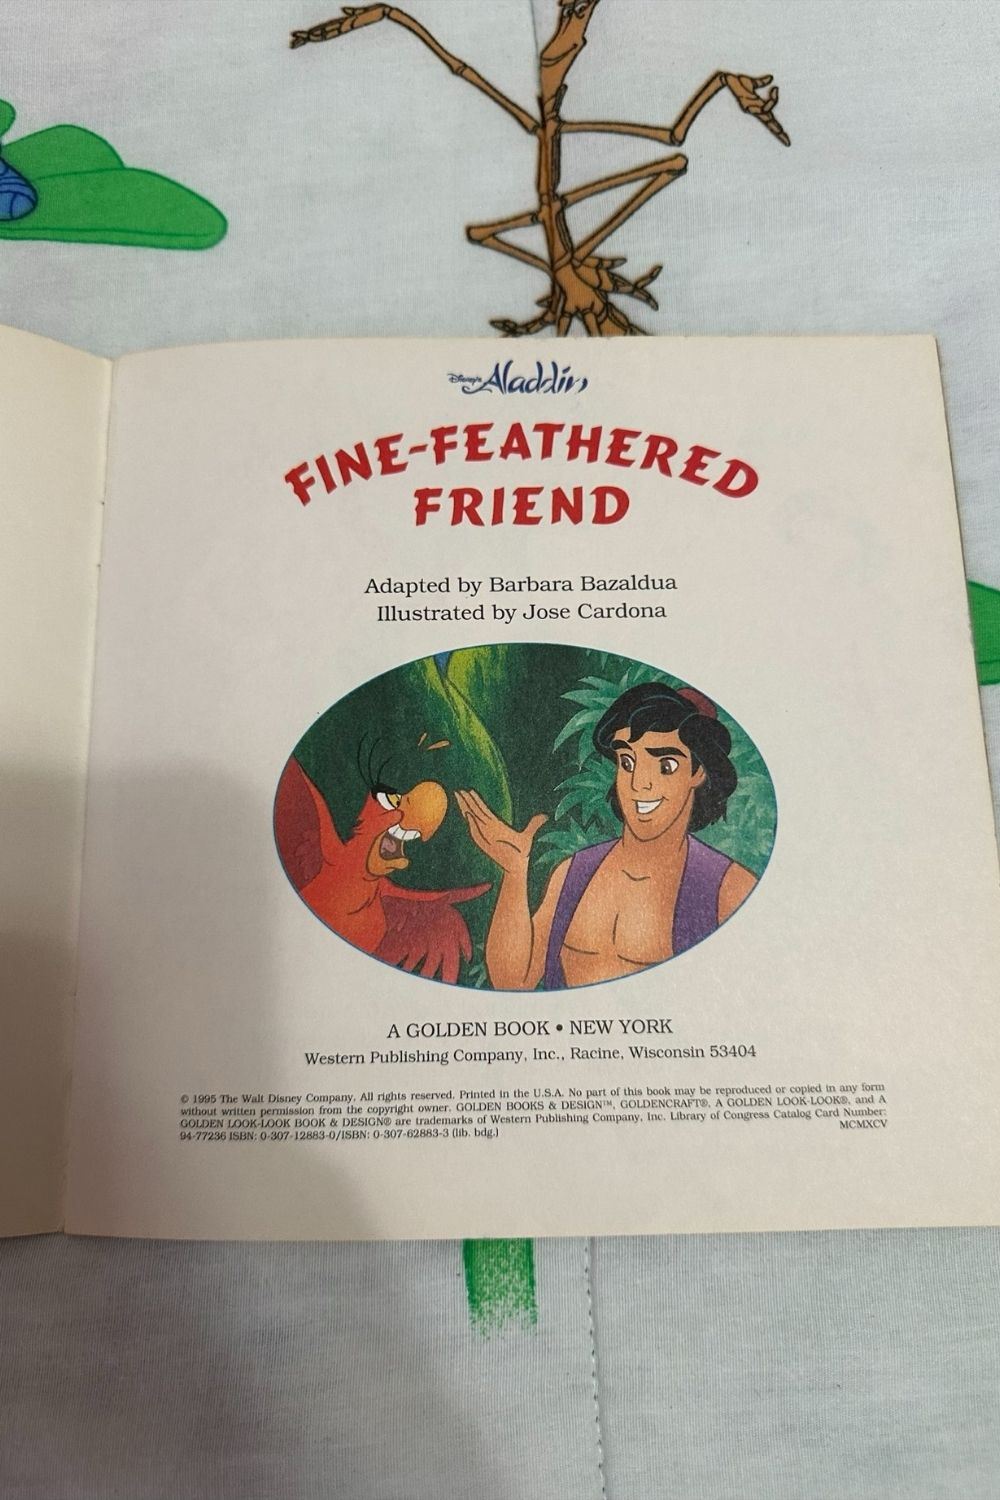 Disney's Aladdin
FINE-FEATHERED
FRIEND
Adapted by Barbara Bazaldua
Illustrated by Jose Cardona
A GOLDEN BOOK • NEW YORK
Western Publishing Company, Inc., Racine, Wisconsin 53404
© 1995 The Walt Disney Company. All rights reserved. Printed in the U.S.A. No part of this book may be reproduced or copied in any form
without written permission from the copyright owner. GOLDEN BOOKS & DESIGN™, GOLDENCRAFT®, A GOLDEN LOOK-LOOK®, and A
GOLDEN LOOK-LOOK BOOK & DESIGN® are trademarks of Western Publishing Company, Inc. Library of Congress Catalog Card Number:
94-77236 ISBN: 0-307-12883-0/ISBN: 0-307-62883-3 (lib. bdg.) MCMXCV